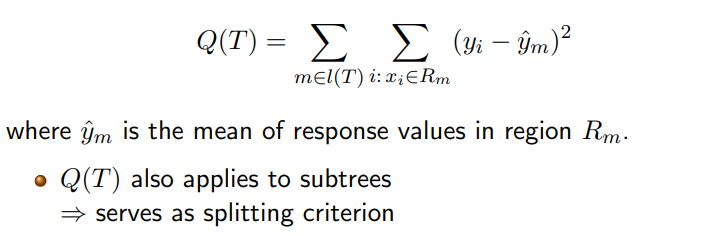 Q(T) = ∑_{m∈l(T)} ∑_{i: x_i∈R_m} (y_i − ŷ_m)²
where ŷ_m is the mean of response values in region R_m.
Q(T) also applies to subtrees
⇒ serves as splitting criterion